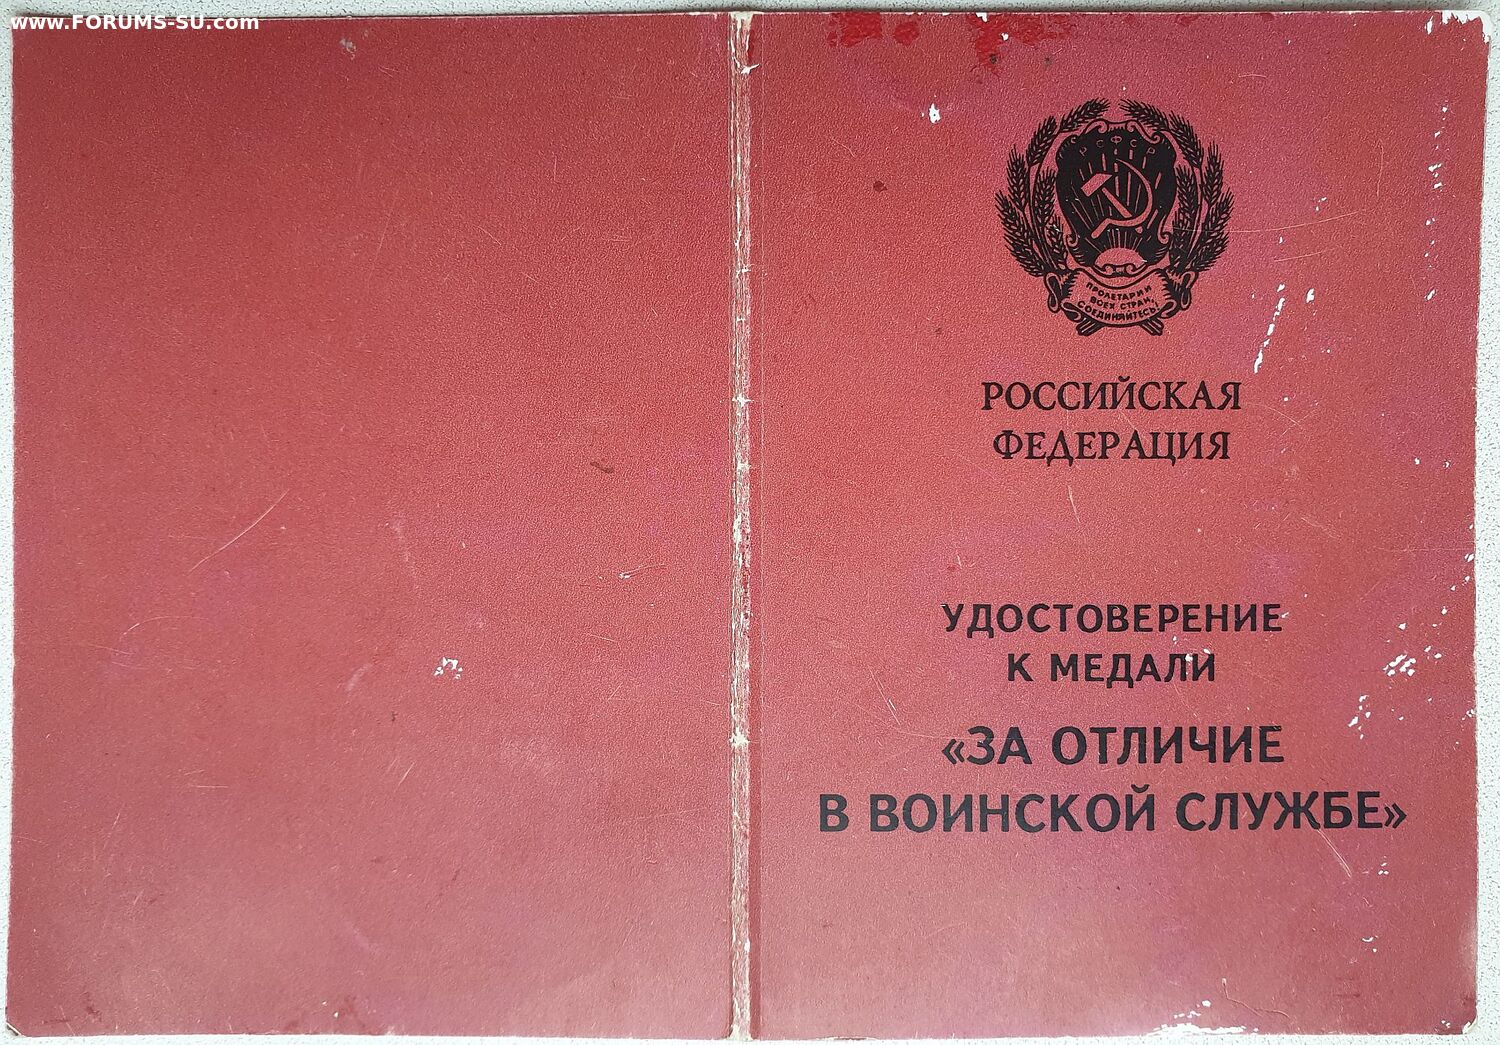 www.FORUMS-SU.com
РСФСР
ПРОЛЕТАРИИ
ВСЕХ СТРАН,
СОЕДИНЯЙТЕСЬ!
РОССИЙСКАЯ
ФЕДЕРАЦИЯ
УДОСТОВЕРЕНИЕ
К МЕДАЛИ
«ЗА ОТЛИЧИЕ
В ВОИНСКОЙ СЛУЖБЕ»